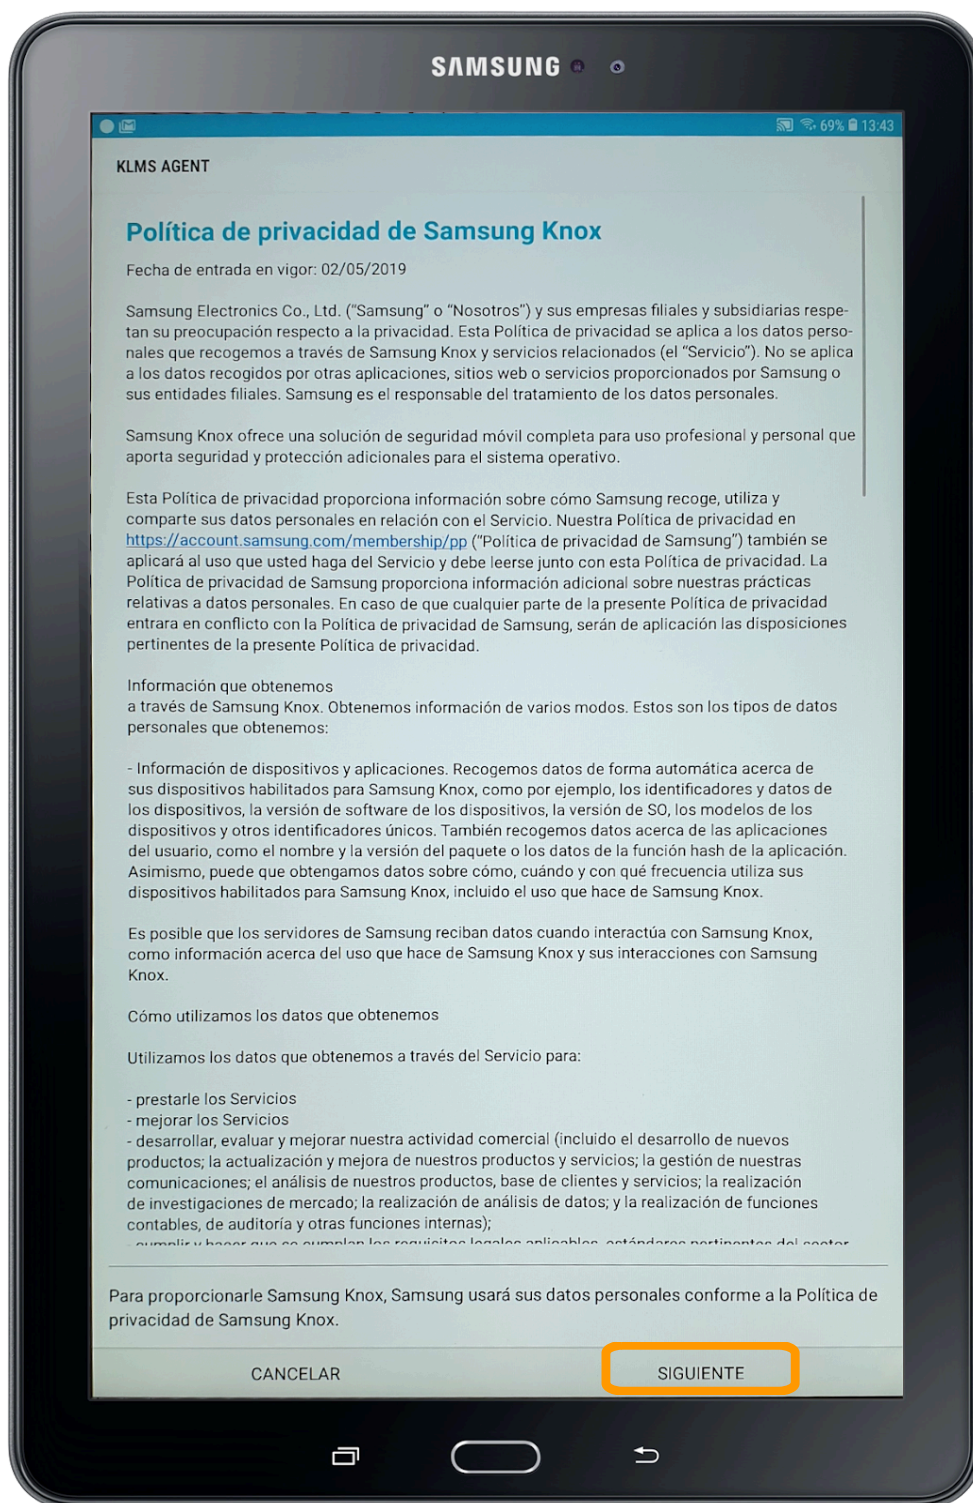 SAMSUNG
69% 13:43
KLMS AGENT
Política de privacidad de Samsung Knox
Fecha de entrada en vigor: 02/05/2019
Samsung Electronics Co., Ltd. (“Samsung” o “Nosotros”) y sus empresas filiales y subsidiarias respe-
tan su preocupación respecto a la privacidad. Esta Política de privacidad se aplica a los datos perso-
nales que recogemos a través de Samsung Knox y servicios relacionados (el “Servicio”). No se aplica
a los datos recogidos por otras aplicaciones, sitios web o servicios proporcionados por Samsung o
sus entidades filiales. Samsung es el responsable del tratamiento de los datos personales.
Samsung Knox ofrece una solución de seguridad móvil completa para uso profesional y personal que
aporta seguridad y protección adicionales para el sistema operativo.
Esta Política de privacidad proporciona información sobre cómo Samsung recoge, utiliza y
comparte sus datos personales en relación con el Servicio. Nuestra Política de privacidad en
https://account.samsung.com/membership/pp (“Política de privacidad de Samsung”) también se
aplicará al uso que usted haga del Servicio y debe leerse junto con esta Política de privacidad. La
Política de privacidad de Samsung proporciona información adicional sobre nuestras prácticas
relativas a datos personales. En caso de que cualquier parte de la presente Política de privacidad
entrara en conflicto con la Política de privacidad de Samsung, serán de aplicación las disposiciones
pertinentes de la presente Política de privacidad.
Información que obtenemos
a través de Samsung Knox. Obtenemos información de varios modos. Estos son los tipos de datos
personales que obtenemos:
- Información de dispositivos y aplicaciones. Recogemos datos de forma automática acerca de
sus dispositivos habilitados para Samsung Knox, como por ejemplo, los identificadores y datos de
los dispositivos, la versión de software de los dispositivos, la versión de SO, los modelos de los
dispositivos y otros identificadores únicos. También recogemos datos acerca de las aplicaciones
del usuario, como el nombre y la versión del paquete o los datos de la función hash de la aplicación.
Asimismo, puede que obtengamos datos sobre cómo, cuándo y con qué frecuencia utiliza sus
dispositivos habilitados para Samsung Knox, incluido el uso que hace de Samsung Knox.
Es posible que los servidores de Samsung reciban datos cuando interactúa con Samsung Knox,
como información acerca del uso que hace de Samsung Knox y sus interacciones con Samsung
Knox.
Cómo utilizamos los datos que obtenemos
Utilizamos los datos que obtenemos a través del Servicio para:
- prestarle los Servicios
- mejorar los Servicios
- desarrollar, evaluar y mejorar nuestra actividad comercial (incluido el desarrollo de nuevos
productos; la actualización y mejora de nuestros productos y servicios; la gestión de nuestras
comunicaciones; el análisis de nuestros productos, base de clientes y servicios; la realización
de investigaciones de mercado; la realización de análisis de datos; y la realización de funciones
contables, de auditoría y otras funciones internas);
- cumplir y hacer que se cumplan los requisitos legales aplicables, estándares pertinentes del sector
Para proporcionarle Samsung Knox, Samsung usará sus datos personales conforme a la Política de
privacidad de Samsung Knox.
CANCELAR SIGUIENTE